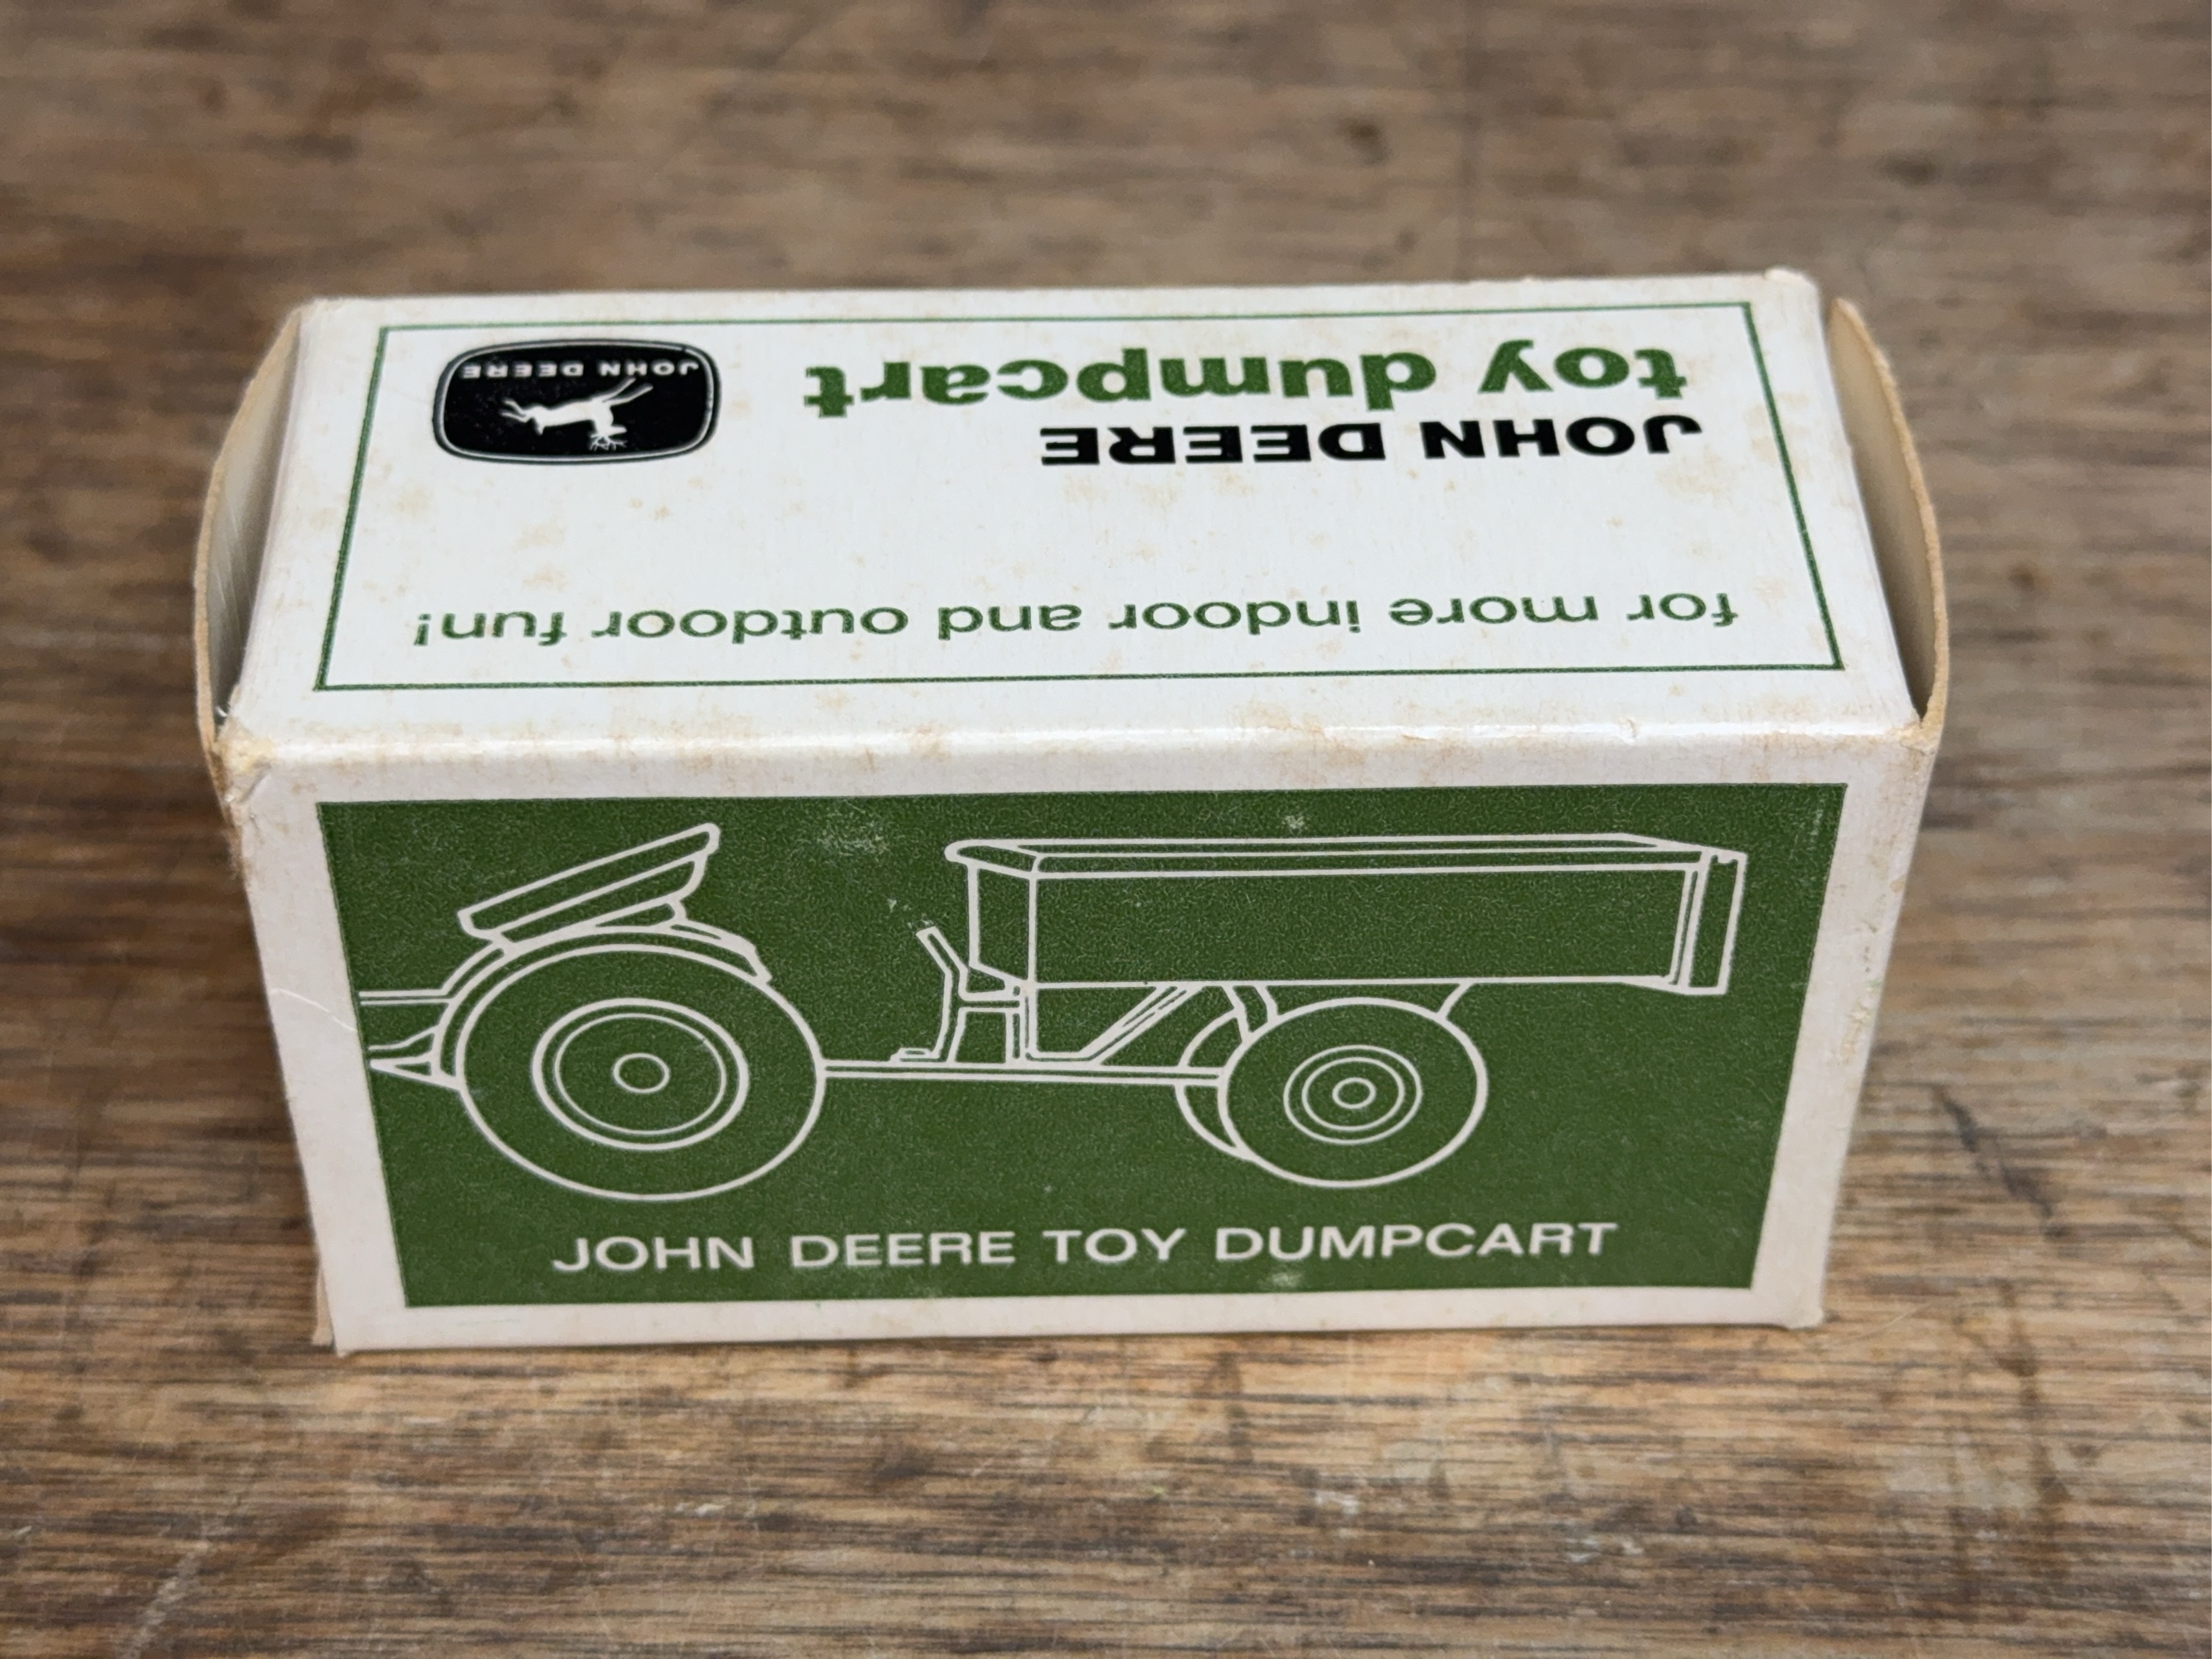 for more indoor and outdoor fun!
JOHN DEERE
toy dumpcart
JOHN DEERE
JOHN DEERE TOY DUMPCART